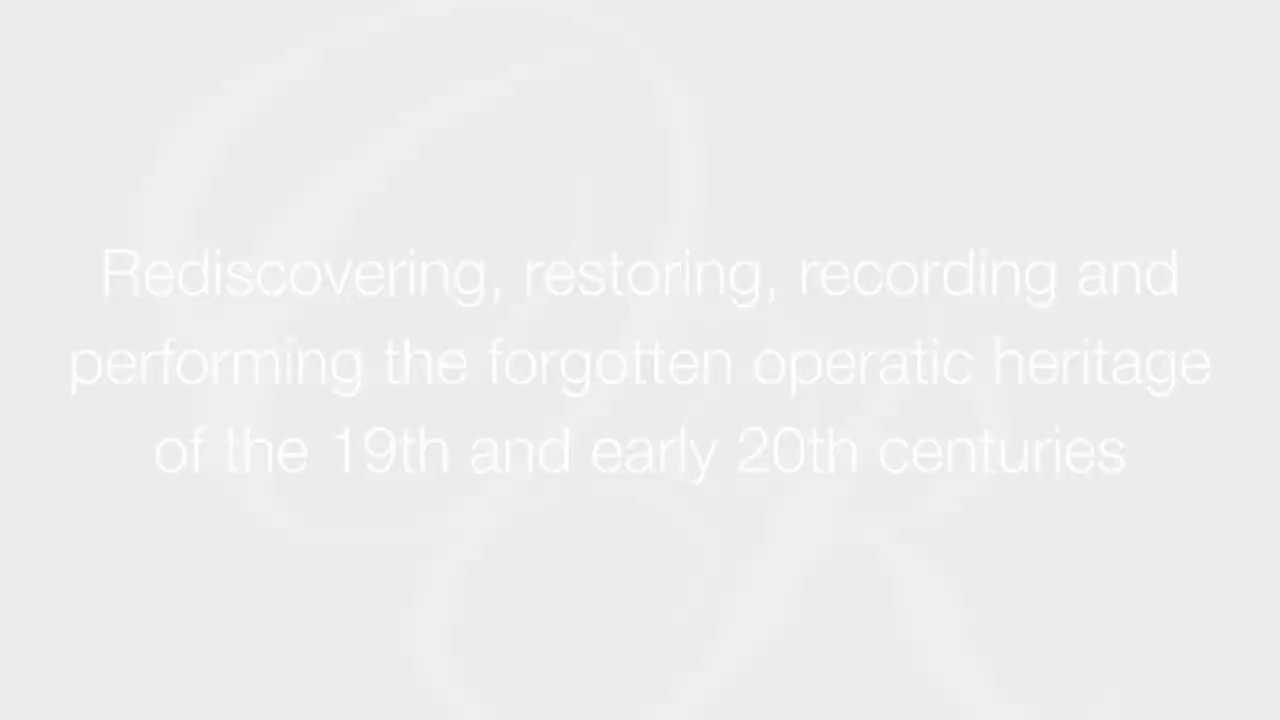 Rediscovering, restoring, recording and
performing the forgotten operatic heritage
of the 19th and early 20th centuries